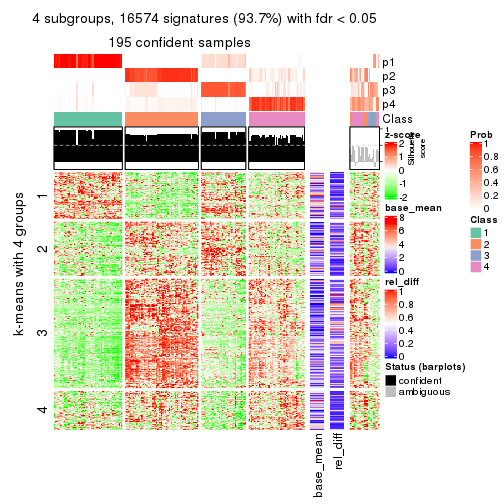 4 subgroups, 16574 signatures (93.7%) with fdr < 0.05
195 confident samples
p1
p2
p3
p4
Class
1
Silhouette
score
k-means with 4 groups
1
2
3
4
base_mean
rel_diff
z-score
2
1
0
-1
-2
base_mean
8
6
4
2
0
rel_diff
1
0.8
0.6
0.4
0.2
0
Status (barplots)
confident
ambiguous
Prob
1
0.8
0.6
0.4
0.2
0
Class
1
2
3
4